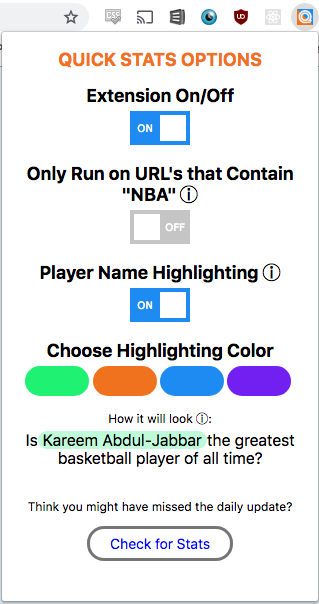 CSF
QUICK STATS OPTIONS
Extension On/Off
ON
Only Run on URL's that Contain
"NBA" ⓘ
OFF
Player Name Highlighting ⓘ
ON
Choose Highlighting Color
How it will look ⓘ:
Is Kareem Abdul-Jabbar the greatest
basketball player of all time?
Think you might have missed the daily update?
Check for Stats